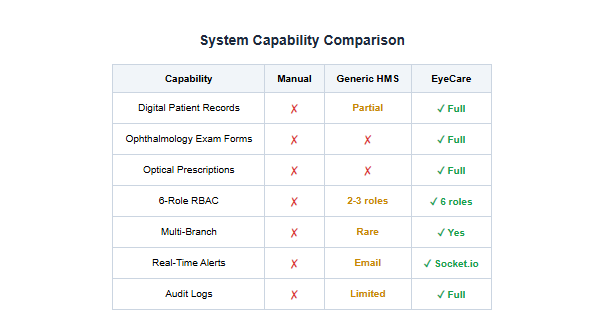 System Capability Comparison
Capability Manual Generic HMS EyeCare
Digital Patient Records ✗ Partial ✓ Full
Ophthalmology Exam Forms ✗ ✗ ✓ Full
Optical Prescriptions ✗ ✗ ✓ Full
6-Role RBAC ✗ 2-3 roles ✓ 6 roles
Multi-Branch ✗ Rare ✓ Yes
Real-Time Alerts ✗ Email ✓ Socket.io
Audit Logs ✗ Limited ✓ Full